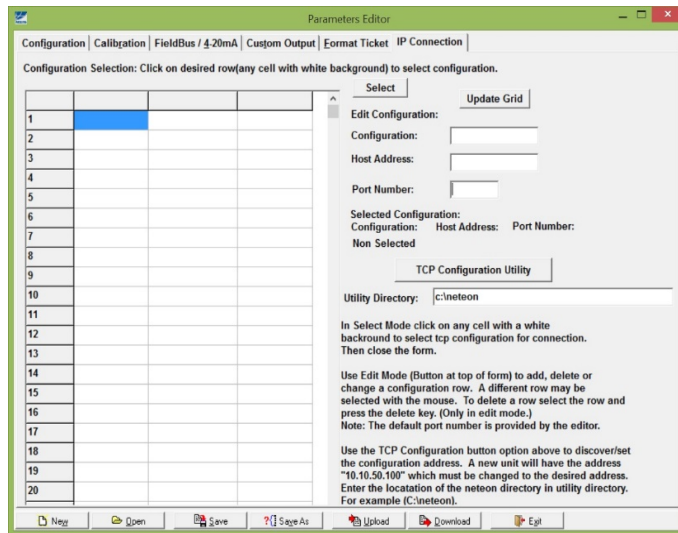 Parameters Editor
Configuration
Calibration
FieldBus / 4-20mA
Custom Output
Format Ticket
IP Connection
Configuration Selection: Click on desired row(any cell with white background) to select configuration.
Select
Update Grid
Edit Configuration:
Configuration:
Host Address:
Port Number:
Selected Configuration:
Configuration: Host Address: Port Number:
Non Selected
TCP Configuration Utility
Utility Directory: c:\neteon
In Select Mode click on any cell with a white
backround to select tcp configuration for connection.
Then close the form.
Use Edit Mode (Button at top of form) to add, delete or
change a configuration row. A different row may be
selected with the mouse. To delete a row select the row and
press the delete key. (Only in edit mode.)
Note: The default port number is provided by the editor.
Use the TCP Configuration button option above to discover/set
the configuration address. A new unit will have the address
"10.10.50.100" which must be changed to the desired address.
Enter the locatation of the neteon directory in utility directory.
For example (C:\neteon).
1
2
3
4
5
6
7
8
9
10
11
12
13
14
15
16
17
18
19
20
New
Open
Save
Save As
Upload
Download
Exit